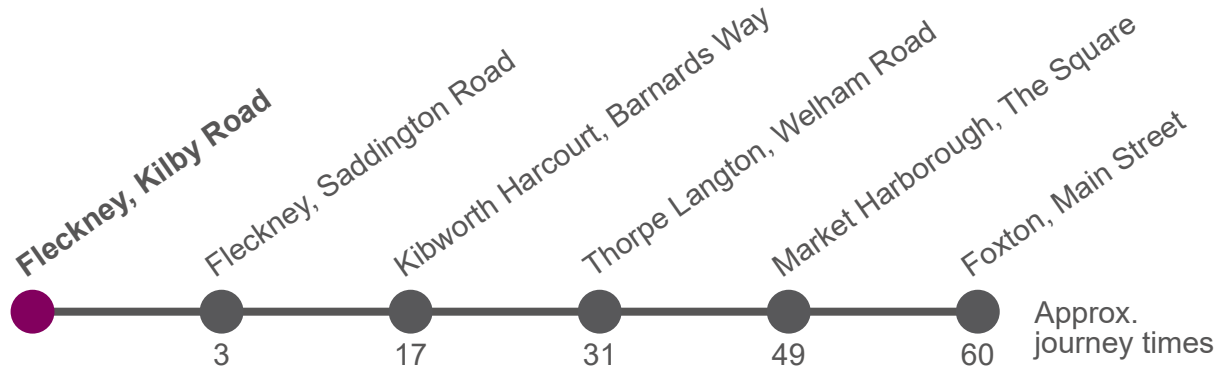 Fleckney, Kilby Road
Fleckney, Saddington Road
Kibworth Harcourt, Barnards Way
Thorpe Langton, Welham Road
Market Harborough, The Square
Foxton, Main Street
3
17
31
49
60
Approx.
journey times